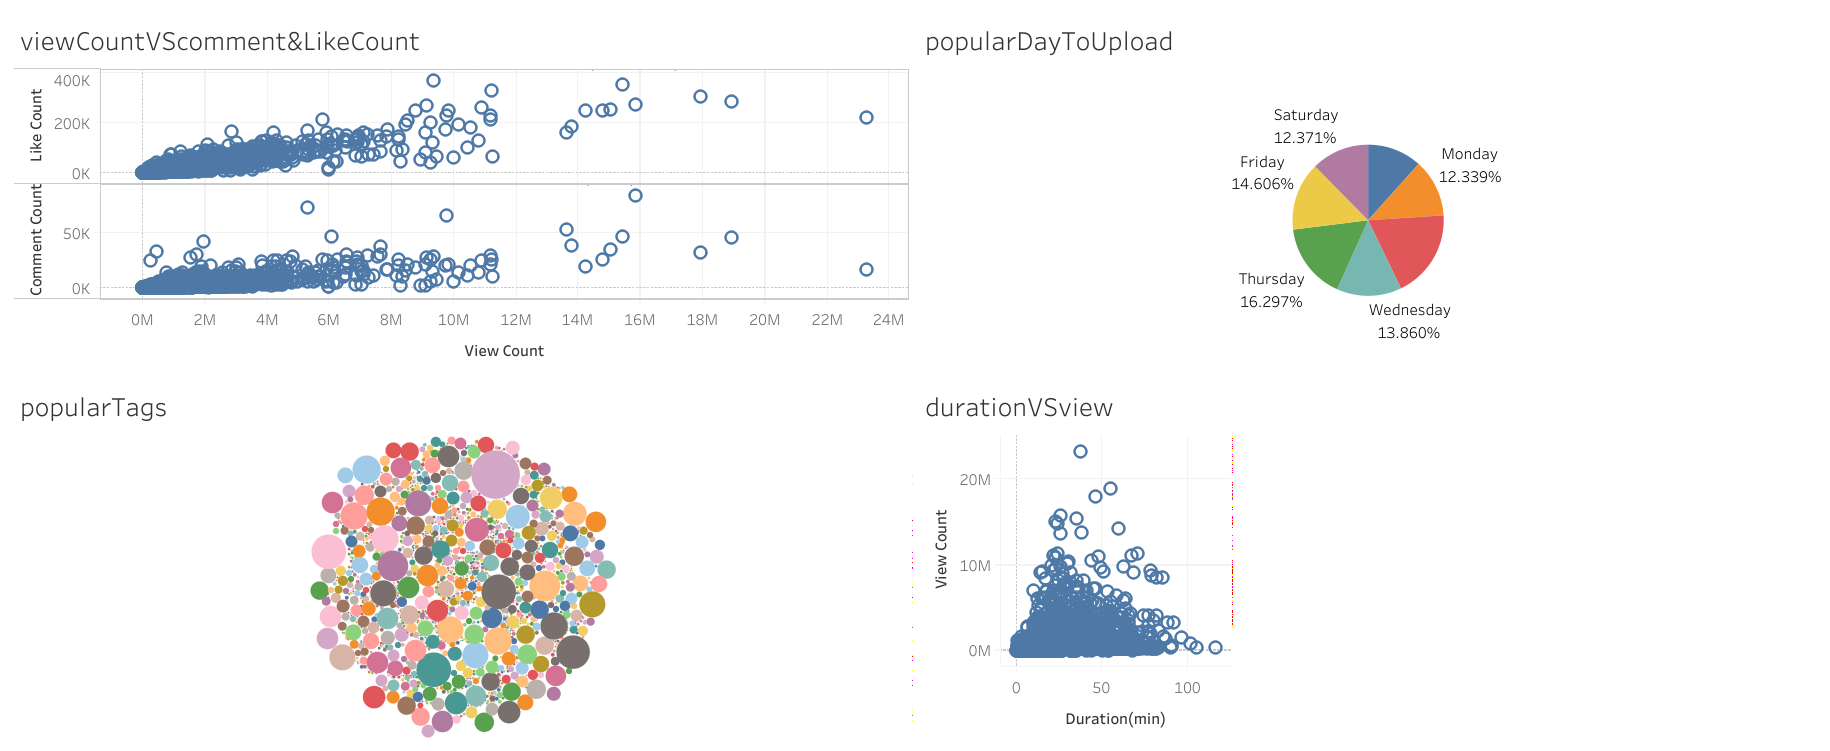 viewCountVScomment&LikeCount
400K
200K
0K
Like Count
50K
0K
Comment Count
0M 2M 4M 6M 8M 10M 12M 14M 16M 18M 20M 22M 24M
View Count
popularDayToUpload
Saturday
12.371%
Monday
12.339%
Friday
14.606%
Thursday
16.297%
Wednesday
13.860%
popularTags
durationVSview
20M
10M
0M
View Count
0 50 100
Duration(min)